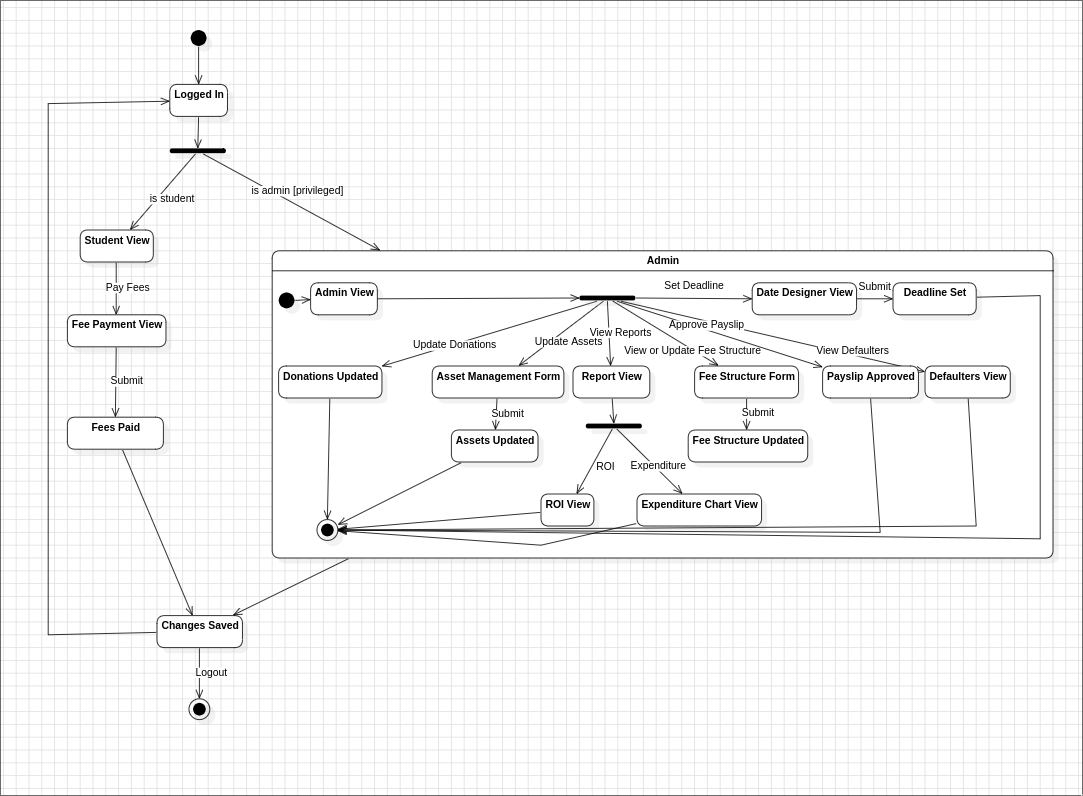 Logged In
is student
is admin [privileged]
Student View
Pay Fees
Fee Payment View
Submit
Fees Paid
Admin
Admin View
Set Deadline
Date Designer View
Submit
Deadline Set
Update Donations
Update Assets
View Reports
View or Update Fee Structure
Approve Payslip
View Defaulters
Donations Updated
Asset Management Form
Report View
Fee Structure Form
Payslip Approved
Defaulters View
Submit
Submit
Assets Updated
Fee Structure Updated
ROI
Expenditure
ROI View
Expenditure Chart View
Changes Saved
Logout